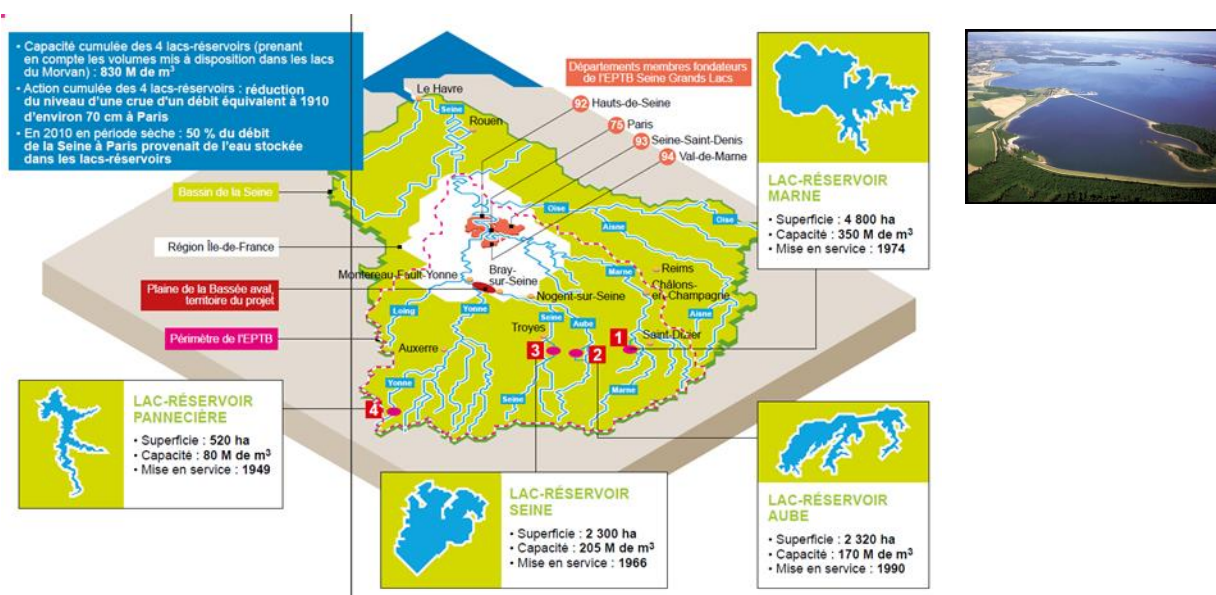 • Capacité cumulée des 4 lacs-réservoirs (prenant
en compte les volumes mis à disposition dans les lacs
du Morvan) : 830 M de m³
• Action cumulée des 4 lacs-réservoirs : réduction
du niveau d'une crue d'un débit équivalent à 1910
d'environ 70 cm à Paris
• En 2010 en période sèche : 50 % du débit
de la Seine à Paris provenait de l'eau stockée
dans les lacs-réservoirs
Départements membres fondateurs
de l'EPTB Seine Grands Lacs
92 Hauts-de-Seine
75 Paris
93 Seine-Saint-Denis
94 Val-de-Marne
Le Havre
Seine
Rouen
Bassin de la Seine
Région Île-de-France
Plaine de la Bassée aval,
territoire du projet
Périmètre de l'EPTB
Oise
Oise
Aisne
Marne
Reims
Châlons-
en-Champagne
Aisne
Montereau-Fault-Yonne
Bray-
sur-Seine
Nogent-sur-Seine
Loing
Yonne
Seine
Aube
Troyes
Saint-Dizier
Auxerre
1
2
3
4
Yonne
Seine
Marne
LAC-RÉSERVOIR
MARNE
• Superficie : 4 800 ha
• Capacité : 350 M de m³
• Mise en service : 1974
LAC-RÉSERVOIR
PANNECIÈRE
• Superficie : 520 ha
• Capacité : 80 M de m³
• Mise en service : 1949
LAC-RÉSERVOIR
SEINE
• Superficie : 2 300 ha
• Capacité : 205 M de m³
• Mise en service : 1966
LAC-RÉSERVOIR
AUBE
• Superficie : 2 320 ha
• Capacité : 170 M de m³
• Mise en service : 1990